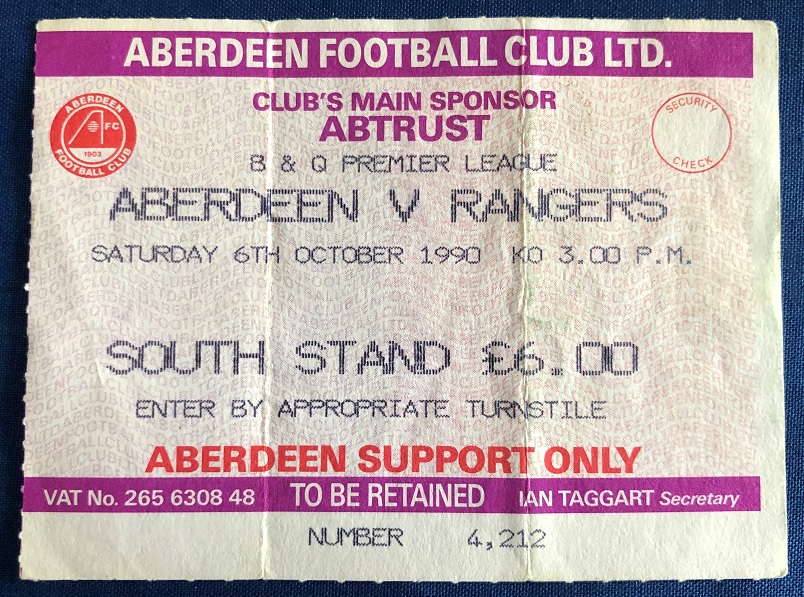 ABERDEEN FOOTBALL CLUB LTD.
CLUB'S MAIN SPONSOR
ABTRUST
ABERDEEN
FC
1903
FOOTBALL CLUB
SECURITY
CHECK
B & Q PREMIER LEAGUE
ABERDEEN V RANGERS
SATURDAY 6TH OCTOBER 1990 KO 3.00 P.M.
SOUTH STAND £6.00
ENTER BY APPROPRIATE TURNSTILE
ABERDEEN SUPPORT ONLY
VAT No. 265 6308 48 TO BE RETAINED IAN TAGGART Secretary
NUMBER 4,212